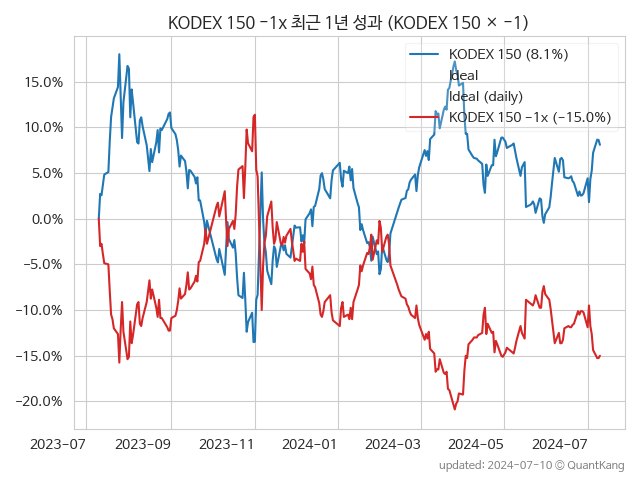 KODEX 150 -1x 최근 1년 성과 (KODEX 150 × -1)
KODEX 150 (8.1%)
Ideal
Ideal (daily)
KODEX 150 -1x (-15.0%)
15.0%
10.0%
5.0%
0.0%
-5.0%
-10.0%
-15.0%
-20.0%
2023-07 2023-09 2023-11 2024-01 2024-03 2024-05 2024-07
updated: 2024-07-10 © QuantKang